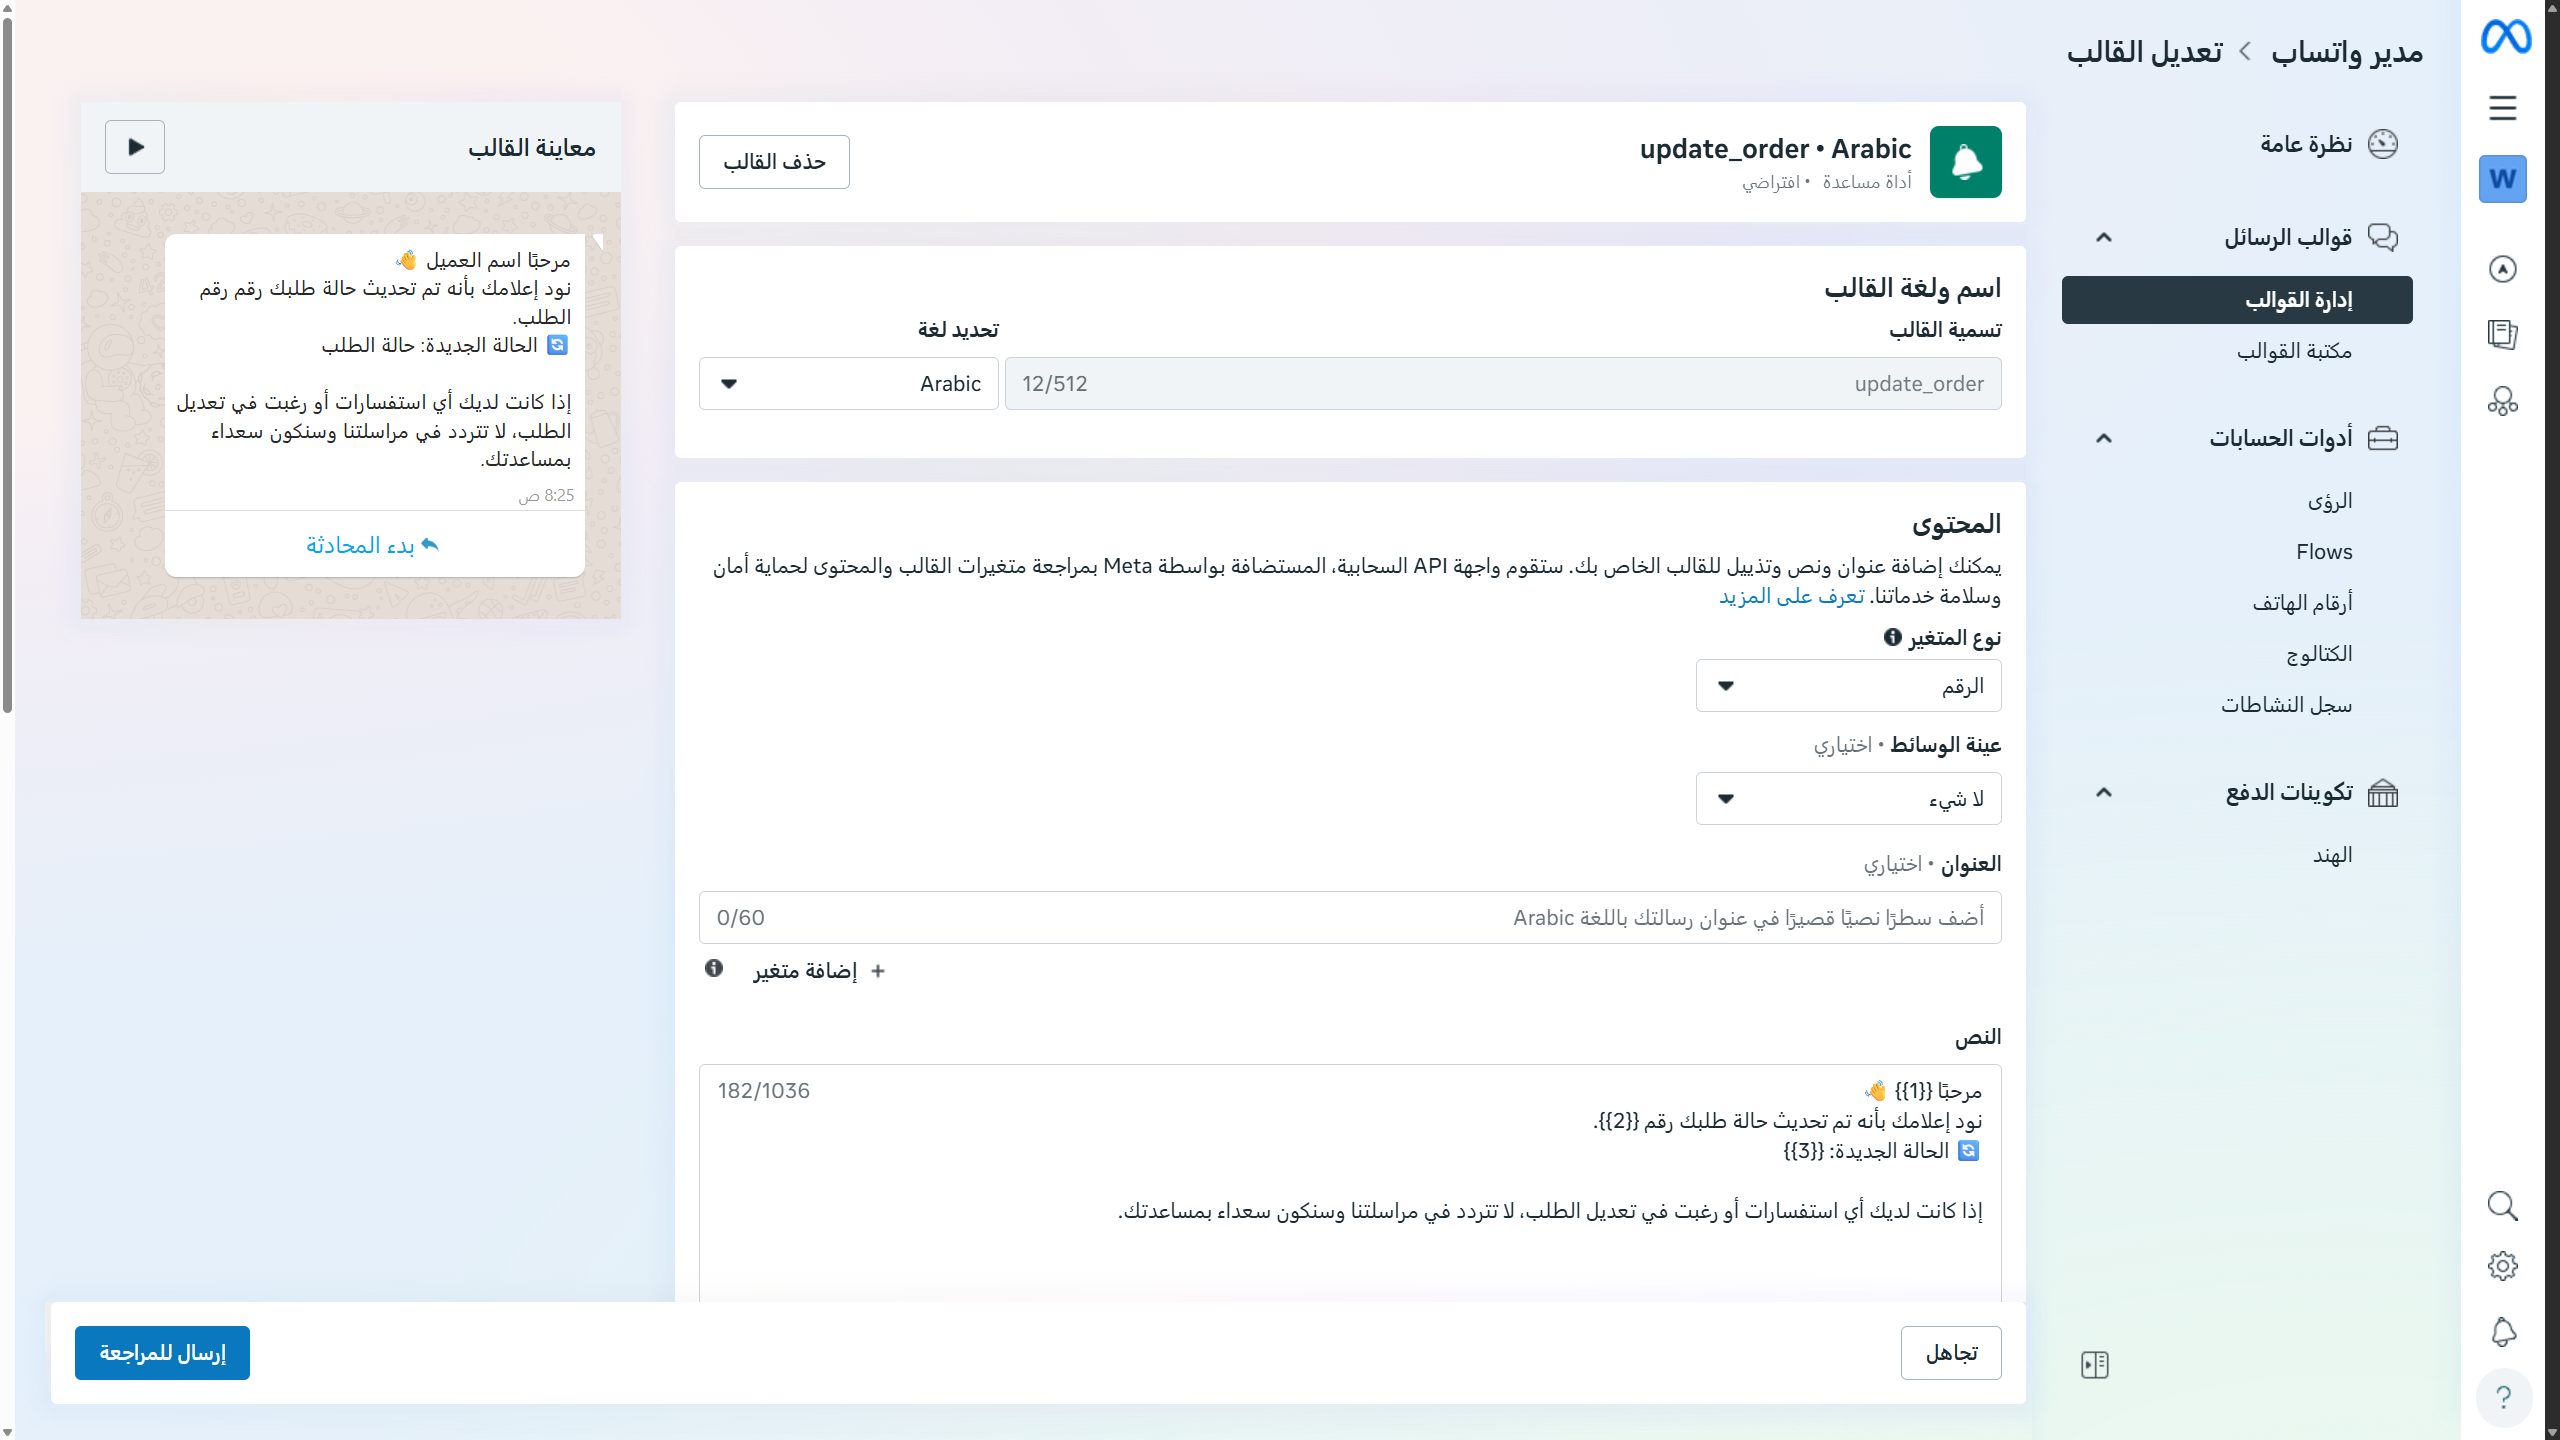 مدير واتساب
تعديل القالب
W
نظرة عامة
قوالب الرسائل
إدارة القوالب
مكتبة القوالب
أدوات الحسابات
الرؤى
Flows
أرقام الهاتف
الكتالوج
سجل النشاطات
تكوينات الدفع
الهند
update_order • Arabic
أداة مساعدة • افتراضي
حذف القالب
اسم ولغة القالب
تسمية القالب
تحديد لغة
update_order
12/512
Arabic
المحتوى
يمكنك إضافة عنوان ونص وتذييل للقالب الخاص بك. ستقوم واجهة API السحابية، المستضافة بواسطة Meta بمراجعة متغيرات القالب والمحتوى لحماية أمان
وسلامة خدماتنا. تعرف على المزيد
نوع المتغير
الرقم
عينة الوسائط • اختياري
لا شيء
العنوان • اختياري
أضف سطرًا نصيًا قصيرًا في عنوان رسالتك باللغة Arabic
0/60
+ إضافة متغير
النص
182/1036
مرحبًا {{1}} 👋
نود إعلامك بأنه تم تحديث حالة طلبك رقم {{2}}.
🔄 الحالة الجديدة: {{3}}
إذا كانت لديك أي استفسارات أو رغبت في تعديل الطلب، لا تتردد في مراسلتنا وسنكون سعداء بمساعدتك.
تجاهل
إرسال للمراجعة
معاينة القالب
مرحبًا اسم العميل 👋
نود إعلامك بأنه تم تحديث حالة طلبك رقم رقم
الطلب.
🔄 الحالة الجديدة: حالة الطلب
إذا كانت لديك أي استفسارات أو رغبت في تعديل
الطلب، لا تتردد في مراسلتنا وسنكون سعداء
بمساعدتك.
8:25 ص
بدء المحادثة
?